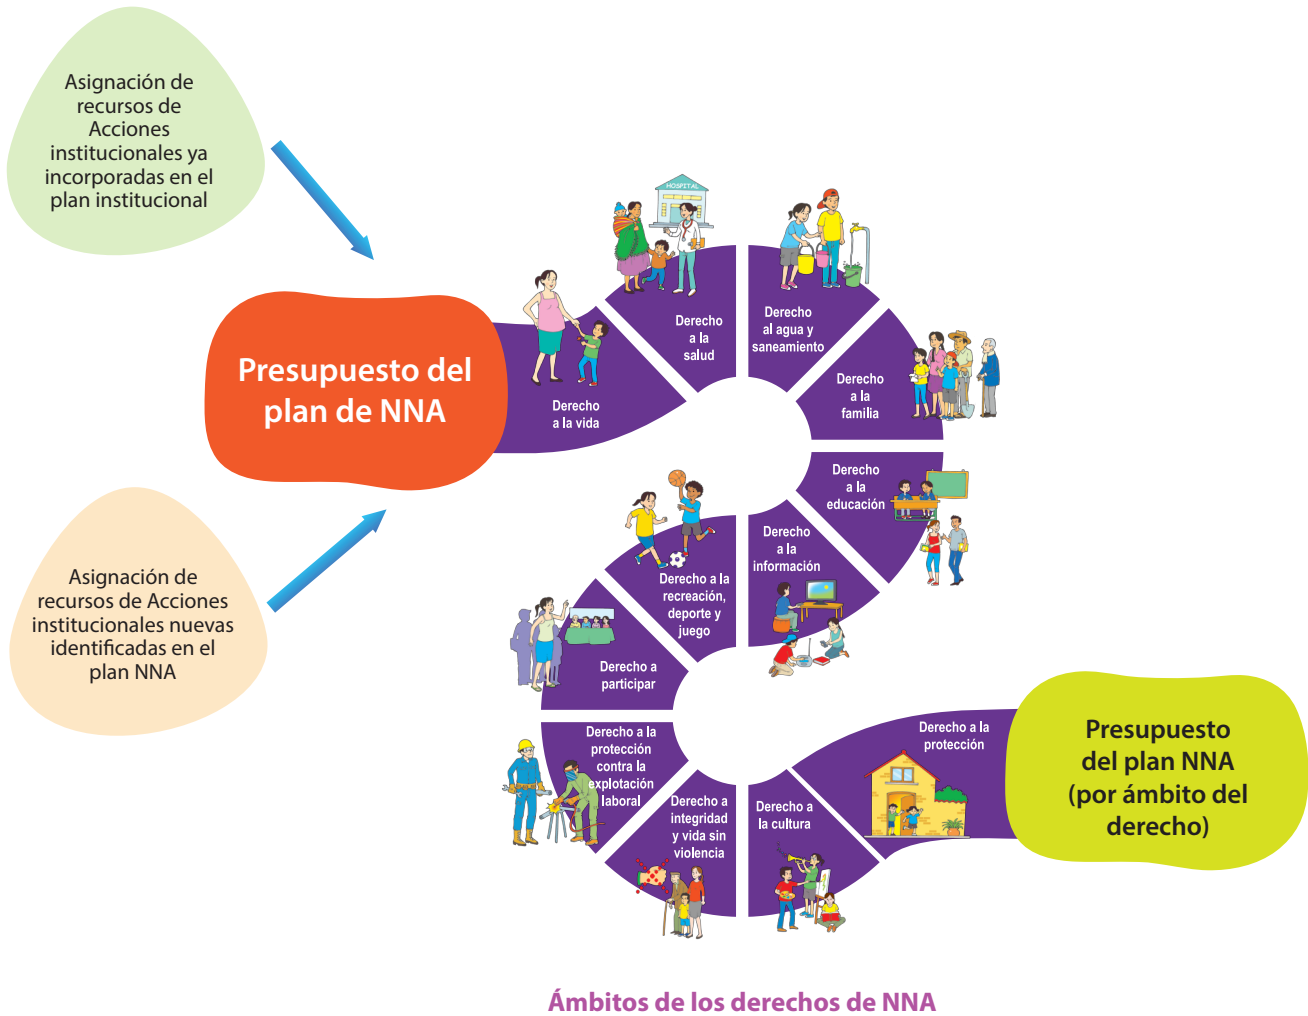 Asignación de
recursos de
Acciones
institucionales ya
incorporadas en el
plan institucional
Presupuesto del
plan de NNA
Asignación de
recursos de Acciones
institucionales nuevas
identificadas en el
plan NNA
Derecho
a la vida
HOSPITAL
Derecho
a la
salud
Derecho
al agua y
saneamiento
Derecho
a la
familia
Derecho
a la
educación
Derecho
a la
información
Derecho a la
recreación,
deporte y
juego
Derecho a
participar
Derecho a la
protección
contra la
explotación
laboral
Derecho a
integridad
y vida sin
violencia
Derecho a
la cultura
Derecho a la
protección
Presupuesto
del plan NNA
(por ámbito del
derecho)
Ámbitos de los derechos de NNA